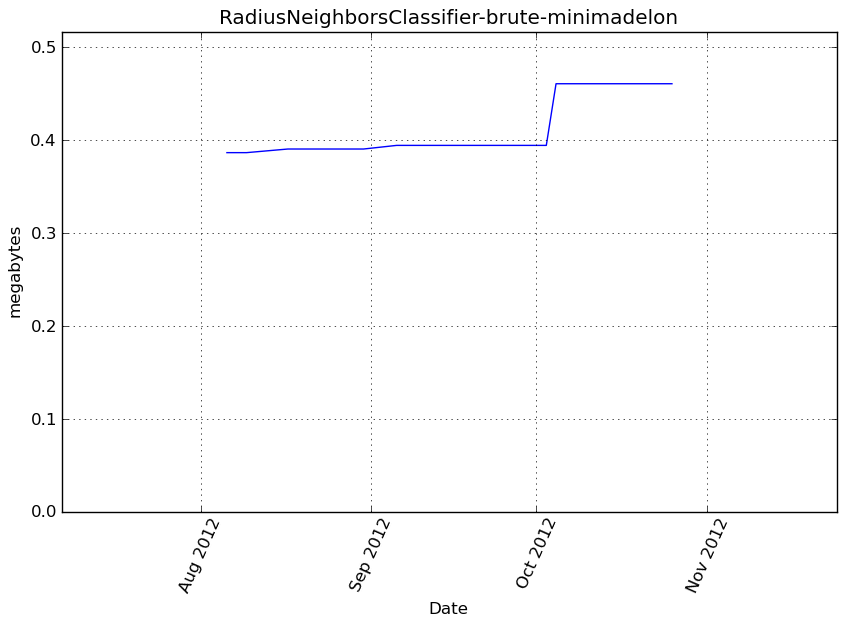 RadiusNeighborsClassifier-brute-minimadelon
0.5
0.4
0.3
0.2
0.1
0.0
megabytes
Aug 2012
Sep 2012
Oct 2012
Nov 2012
Date